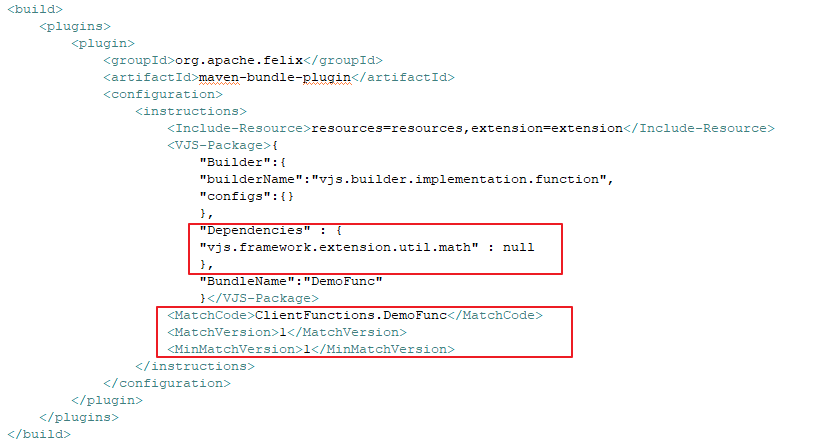 <build>
<plugins>
<plugin>
<groupId>org.apache.felix</groupId>
<artifactId>maven-bundle-plugin</artifactId>
<configuration>
<instructions>
<Include-Resource>resources=resources,extension=extension</Include-Resource>
<VJS-Package>{
"Builder":{
"builderName":"vjs.builder.implementation.function",
"configs":{}
},
"Dependencies" : {
"vjs.framework.extension.util.math" : null
},
"BundleName":"DemoFunc"
}</VJS-Package>
<MatchCode>ClientFunctions.DemoFunc</MatchCode>
<MatchVersion>1</MatchVersion>
<MinMatchVersion>1</MinMatchVersion>
</instructions>
</configuration>
</plugin>
</plugins>
</build>